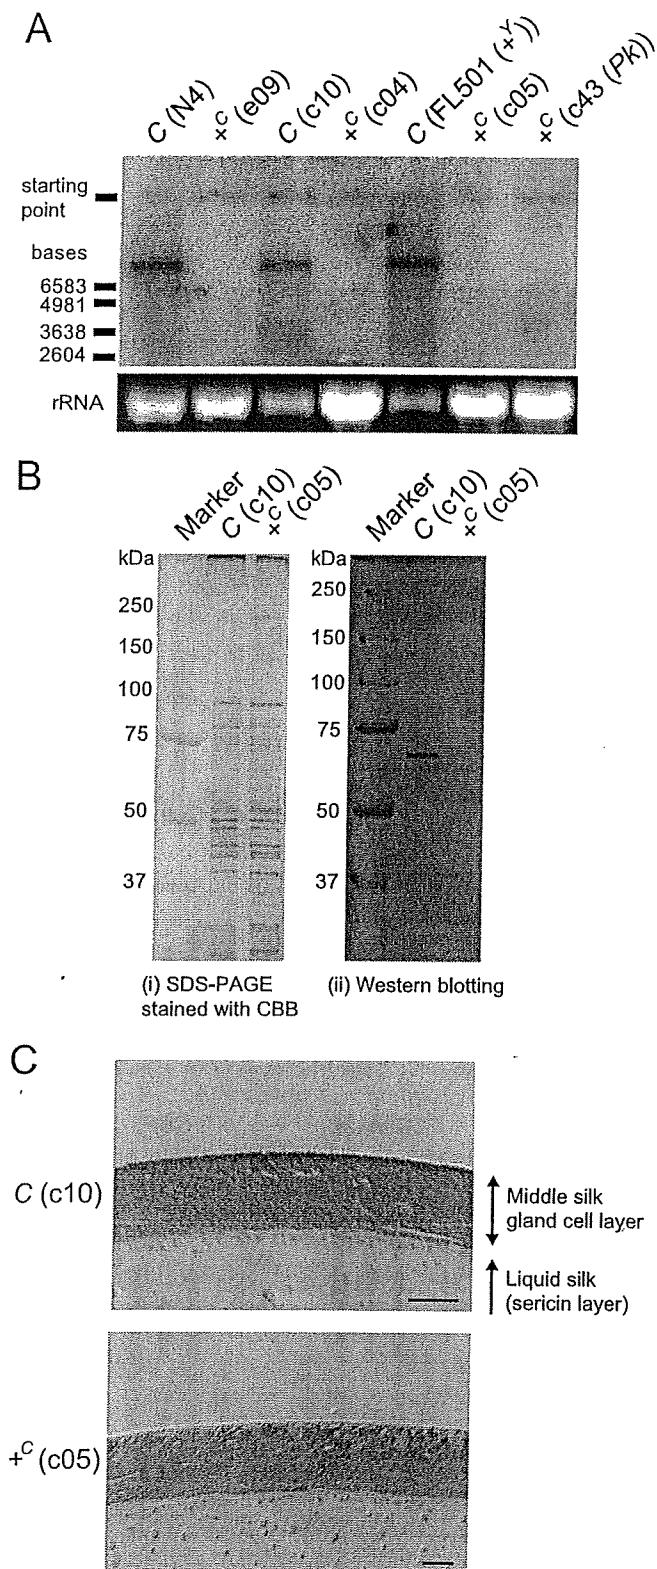 A
C (N4)
+C (e09)
C (c10)
+C (c04)
C (FL501 (+Y))
+C (c05)
+C (c43 (Pk))
starting
point
bases
6583
4981
3638
2604
rRNA
B
Marker
C (c10)
+C (c05)
Marker
C (c10)
+C (c05)
kDa
250
150
100
75
50
37
kDa
250
150
100
75
50
37
(i) SDS-PAGE
stained with CBB
(ii) Western blotting
C
C (c10)
Middle silk
gland cell layer
Liquid silk
(sericin layer)
+C (c05)